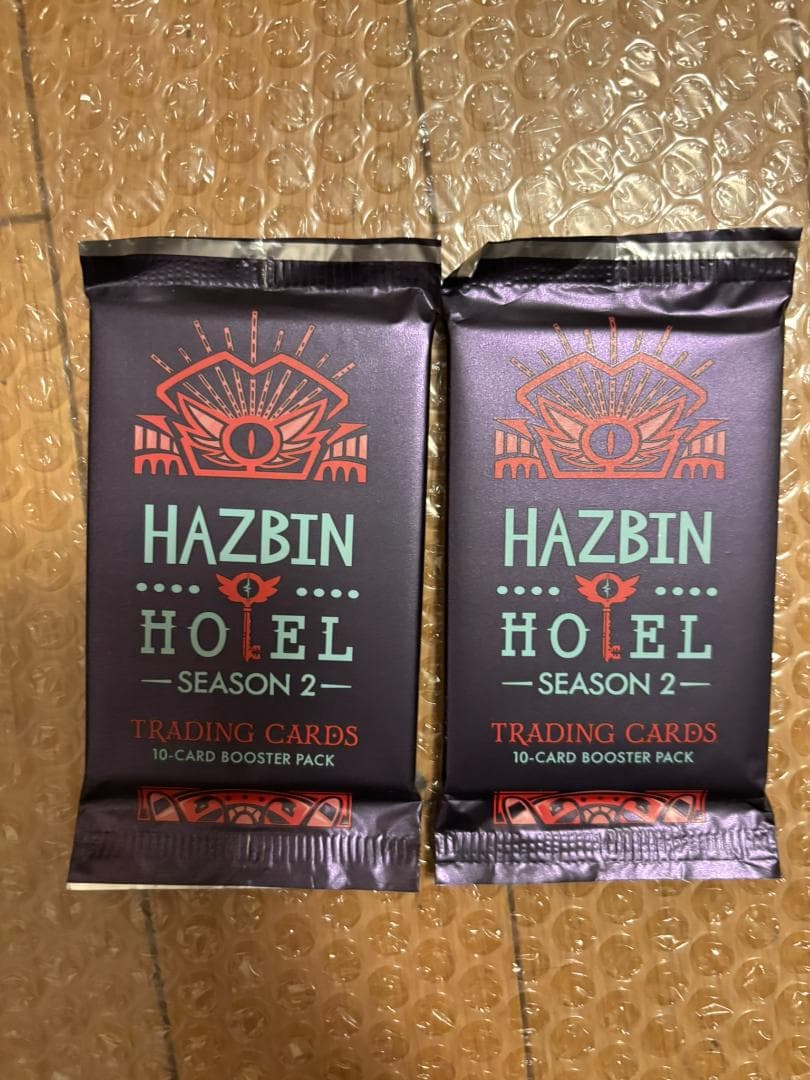 HAZBIN
HOTEL
SEASON 2
TRADING CARDS
10-CARD BOOSTER PACK
HAZBIN
HOTEL
SEASON 2
TRADING CARDS
10-CARD BOOSTER PACK